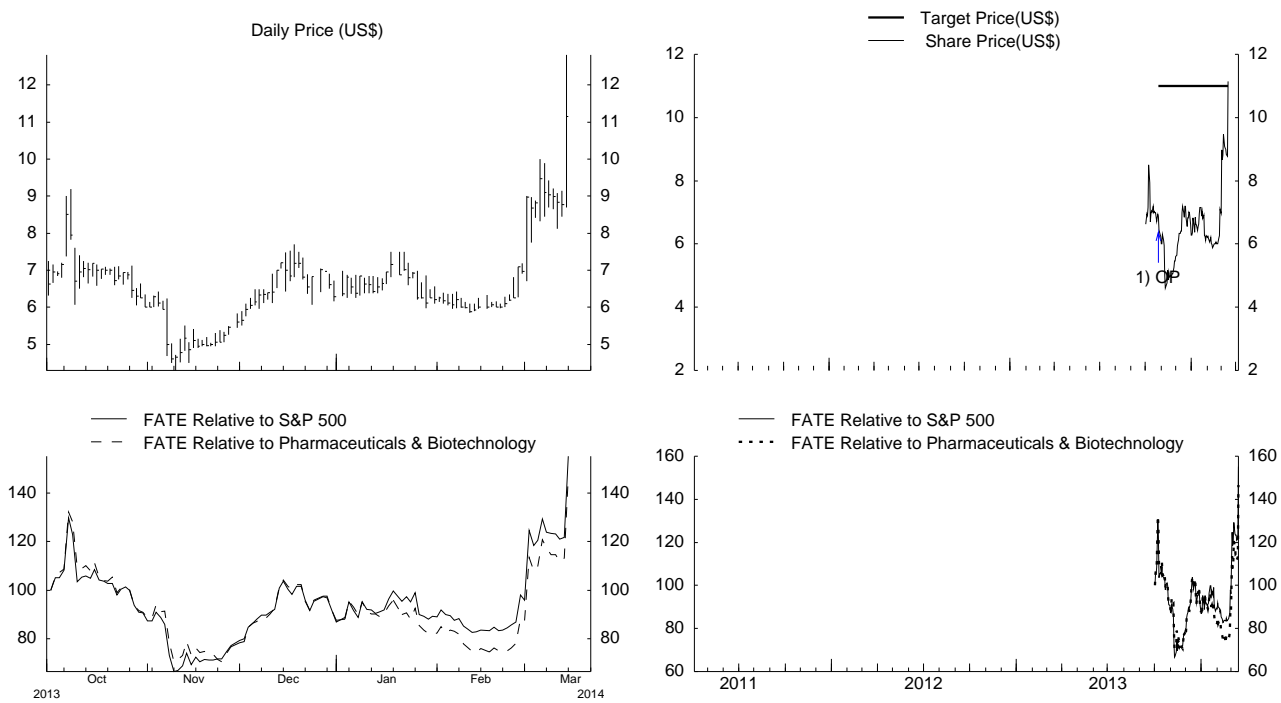 Daily Price (US$)
12 12
11 11
10 10
9 9
8 8
7 7
6 6
5 5
Target Price(US$)
Share Price(US$)
12 12
10 10
8 8
6 6
1) OP
4 4
2 2
FATE Relative to S&P 500
FATE Relative to Pharmaceuticals & Biotechnology
140 140
120 120
100 100
80 80
Oct Nov Dec Jan Feb Mar
2013 2014
FATE Relative to S&P 500
FATE Relative to Pharmaceuticals & Biotechnology
160 160
140 140
120 120
100 100
80 80
60 60
2011 2012 2013